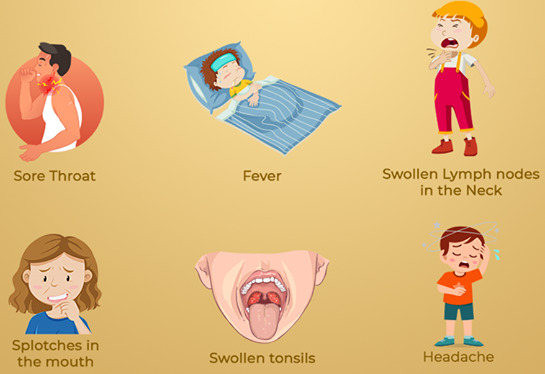 Sore Throat
Fever
Swollen Lymph nodes
in the Neck
Splotches in
the mouth
Swollen tonsils
Headache